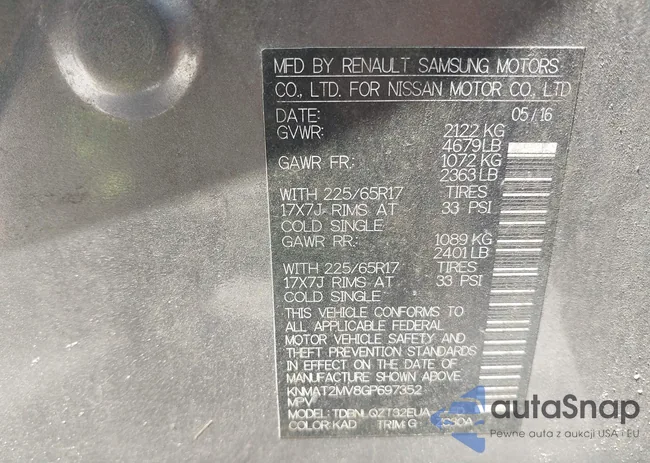 MFD BY RENAULT SAMSUNG MOTORS
CO., LTD. FOR NISSAN MOTOR CO, LTD
DATE: 05/16
GVWR: 2122 KG
4679 LB
GAWR FR: 1072 KG
2363 LB
WITH 225/65R17 TIRES
17X7J RIMS AT 33 PSI
COLD SINGLE
GAWR RR: 1089 KG
2401 LB
WITH 225/65R17 TIRES
17X7J RIMS AT 33 PSI
COLD SINGLE
THIS VEHICLE CONFORMS TO
ALL APPLICABLE FEDERAL
MOTOR VEHICLE SAFETY AND
THEFT PREVENTION STANDARDS
IN EFFECT ON THE DATE OF
MANUFACTURE SHOWN ABOVE.
KNMAT2MV8GP697352
MPV
MODEL:
COLOR: KAD TRIM: G
autoSnap
Pewne auta z aukcji USA i EU